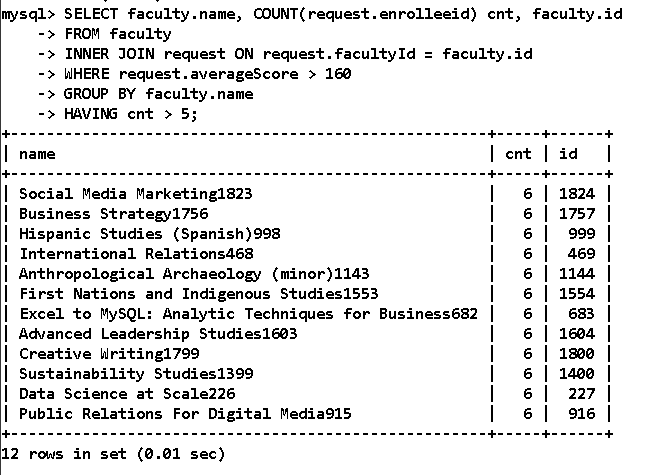 mysql> SELECT faculty.name, COUNT(request.enrolleeid) cnt, faculty.id
    -> FROM faculty
    -> INNER JOIN request ON request.facultyId = faculty.id
    -> WHERE request.averageScore > 160
    -> GROUP BY faculty.name
    -> HAVING cnt > 5;
+-----------------------------------------------------+-----+------+
| name                                                | cnt | id   |
+-----------------------------------------------------+-----+------+
| Social Media Marketing1823                          |   6 | 1824 |
| Business Strategy1756                               |   6 | 1757 |
| Hispanic Studies (Spanish)998                       |   6 |  999 |
| International Relations468                          |   6 |  469 |
| Anthropological Archaeology (minor)1143             |   6 | 1144 |
| First Nations and Indigenous Studies1553            |   6 | 1554 |
| Excel to MySQL: Analytic Techniques for Business682 |   6 |  683 |
| Advanced Leadership Studies1603                     |   6 | 1604 |
| Creative Writing1799                                |   6 | 1800 |
| Sustainability Studies1399                          |   6 | 1400 |
| Data Science at Scale226                            |   6 |  227 |
| Public Relations For Digital Media915               |   6 |  916 |
+-----------------------------------------------------+-----+------+
12 rows in set (0.01 sec)